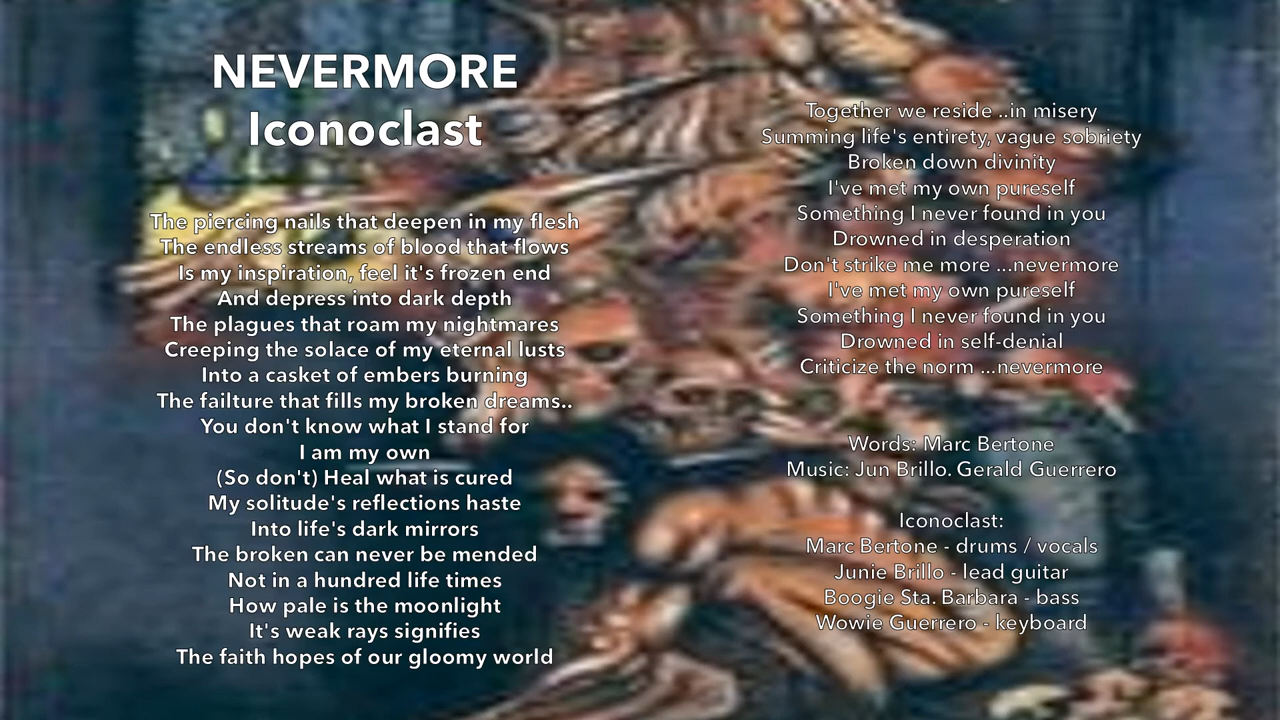 NEVERMORE
Iconoclast
The piercing nails that deepen in my flesh
The endless streams of blood that flows
Is my inspiration, feel it's frozen end
And depress into dark depth
The plagues that roam my nightmares
Creeping the solace of my eternal lusts
Into a casket of embers burning
The failture that fills my broken dreams..
You don't know what I stand for
I am my own
(So don't) Heal what is cured
My solitude's reflections haste
Into life's dark mirrors
The broken can never be mended
Not in a hundred life times
How pale is the moonlight
It's weak rays signifies
The faith hopes of our gloomy world
Together we reside ..in misery
Summing life's entirety, vague sobriety
Broken down divinity
I've met my own pureself
Something I never found in you
Drowned in desperation
Don't strike me more ...nevermore
I've met my own pureself
Something I never found in you
Drowned in self-denial
Criticize the norm ...nevermore
Words: Marc Bertone
Music: Jun Brillo. Gerald Guerrero
Iconoclast:
Marc Bertone - drums / vocals
Junie Brillo - lead guitar
Boogie Sta. Barbara - bass
Wowie Guerrero - keyboard